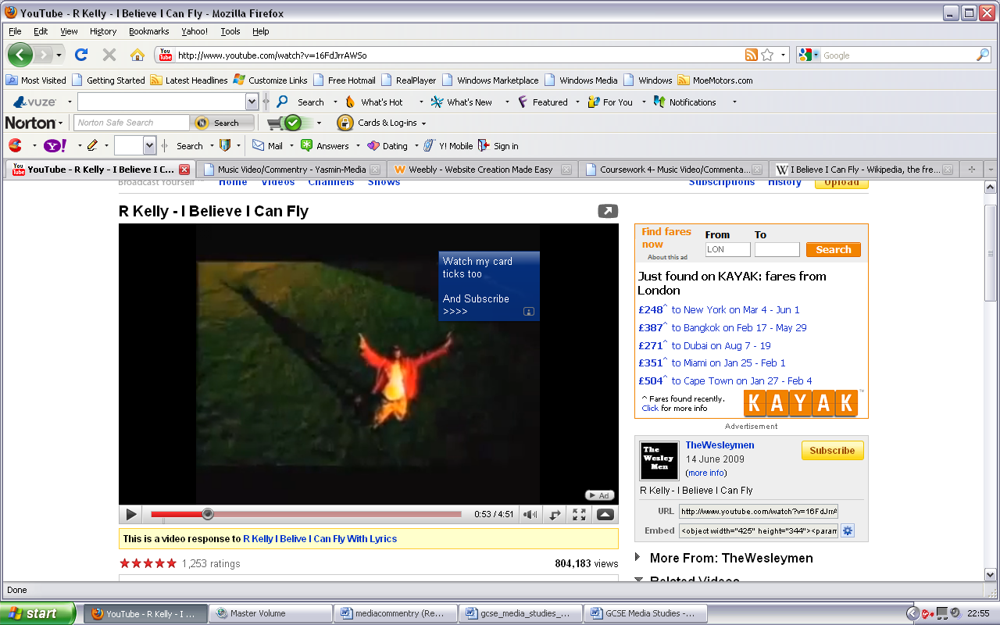 YouTube - R Kelly - I Believe I Can Fly - Mozilla Firefox
File Edit View History Bookmarks Yahoo! Tools Help
You Tube http://www.youtube.com/watch?v=16FdJrrAWSo Google
Most Visited Getting Started Latest Headlines Customize Links Free Hotmail RealPlayer Windows Marketplace Windows Media Windows MoeMotors.com
vuze Search What's Hot What's New Featured For You Notifications
Norton Norton Safe Search Search Cards & Log-ins
Y! Search Mail Answers Dating Y! Mobile Sign in
You Tube YouTube - R Kelly - I Believe I C... Music Video/Commentry - Yasmin-Media Weebly - Website Creation Made Easy Coursework 4- Music Video/Commenta... W I Believe I Can Fly - Wikipedia, the fre...
Broadcast Yourself Home Videos Channels Shows Subscriptions History Upload
R Kelly - I Believe I Can Fly
Watch my card
ticks too
And Subscribe
>>>>
Ad
0:53 / 4:51
This is a video response to R Kelly I Belive I Can Fly With Lyrics
1,253 ratings 804,183 views
Find fares
now
About this ad
From To
LON Search
Just found on KAYAK: fares from
London
£248^ to New York on Mar 4 - Jun 1
£387^ to Bangkok on Feb 17 - May 29
£271^ to Dubai on Aug 7 - 19
£351^ to Miami on Jan 25 - Feb 1
£504^ to Cape Town on Jan 27 - Feb 4
^ Fares found recently.
Click for more info
KAYAK™
Advertisement
The
Wesley
Men
TheWesleymen
14 June 2009
(more info)
Subscribe
R Kelly - I Believe I Can Fly
URL http://www.youtube.com/watch?v=16FdJrrA
Embed <object width="425" height="344"><param
More From: TheWesleymen
Related Videos
Done
start YouTube - R Kelly - I ... Master Volume mediacommentry (Re... gcse_media_studies_... GCSE Media Studies -... 22:55